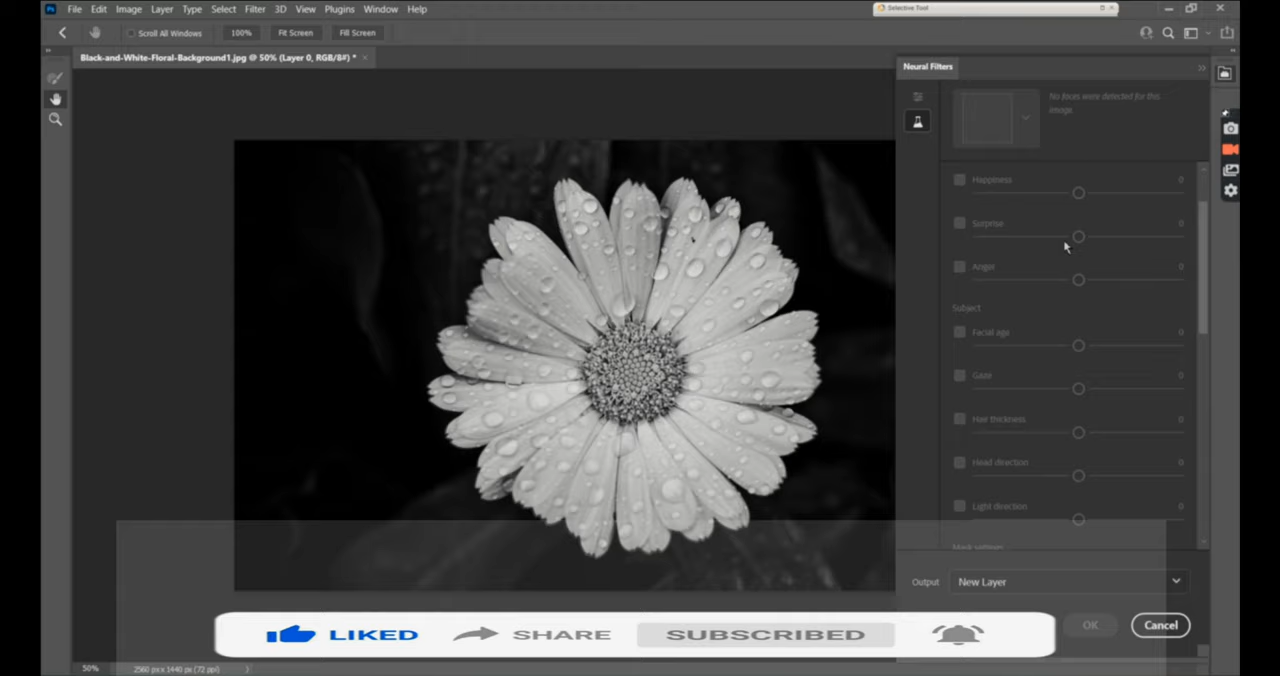 Ps File Edit Image Layer Type Select Filter 3D View Plugins Window Help
Selective Tool
Scroll All Windows 100% Fit Screen Fill Screen
Black-and-White-Floral-Background1.jpg @ 50% (Layer 0, RGB/8#) * ×
Neural Filters
No faces were detected for this
image.
Happiness 0
Surprise 0
Anger 0
Subject
Facial age 0
Gaze 0
Hair thickness 0
Head direction 0
Light direction 0
Mask settings
Output New Layer
LIKED SHARE SUBSCRIBED
OK Cancel
50% 2560 px x 1440 px (72 ppi)